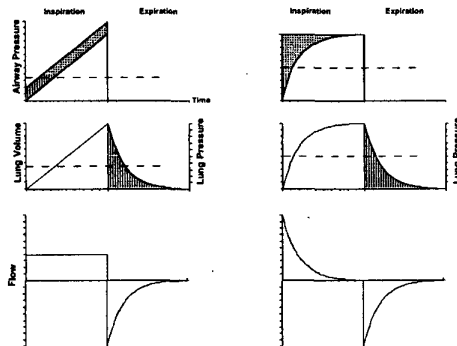 Inspiration Expiration
Inspiration Expiration
Airway Pressure
Time
Lung Volume
Lung Pressure
Lung Pressure
Flow